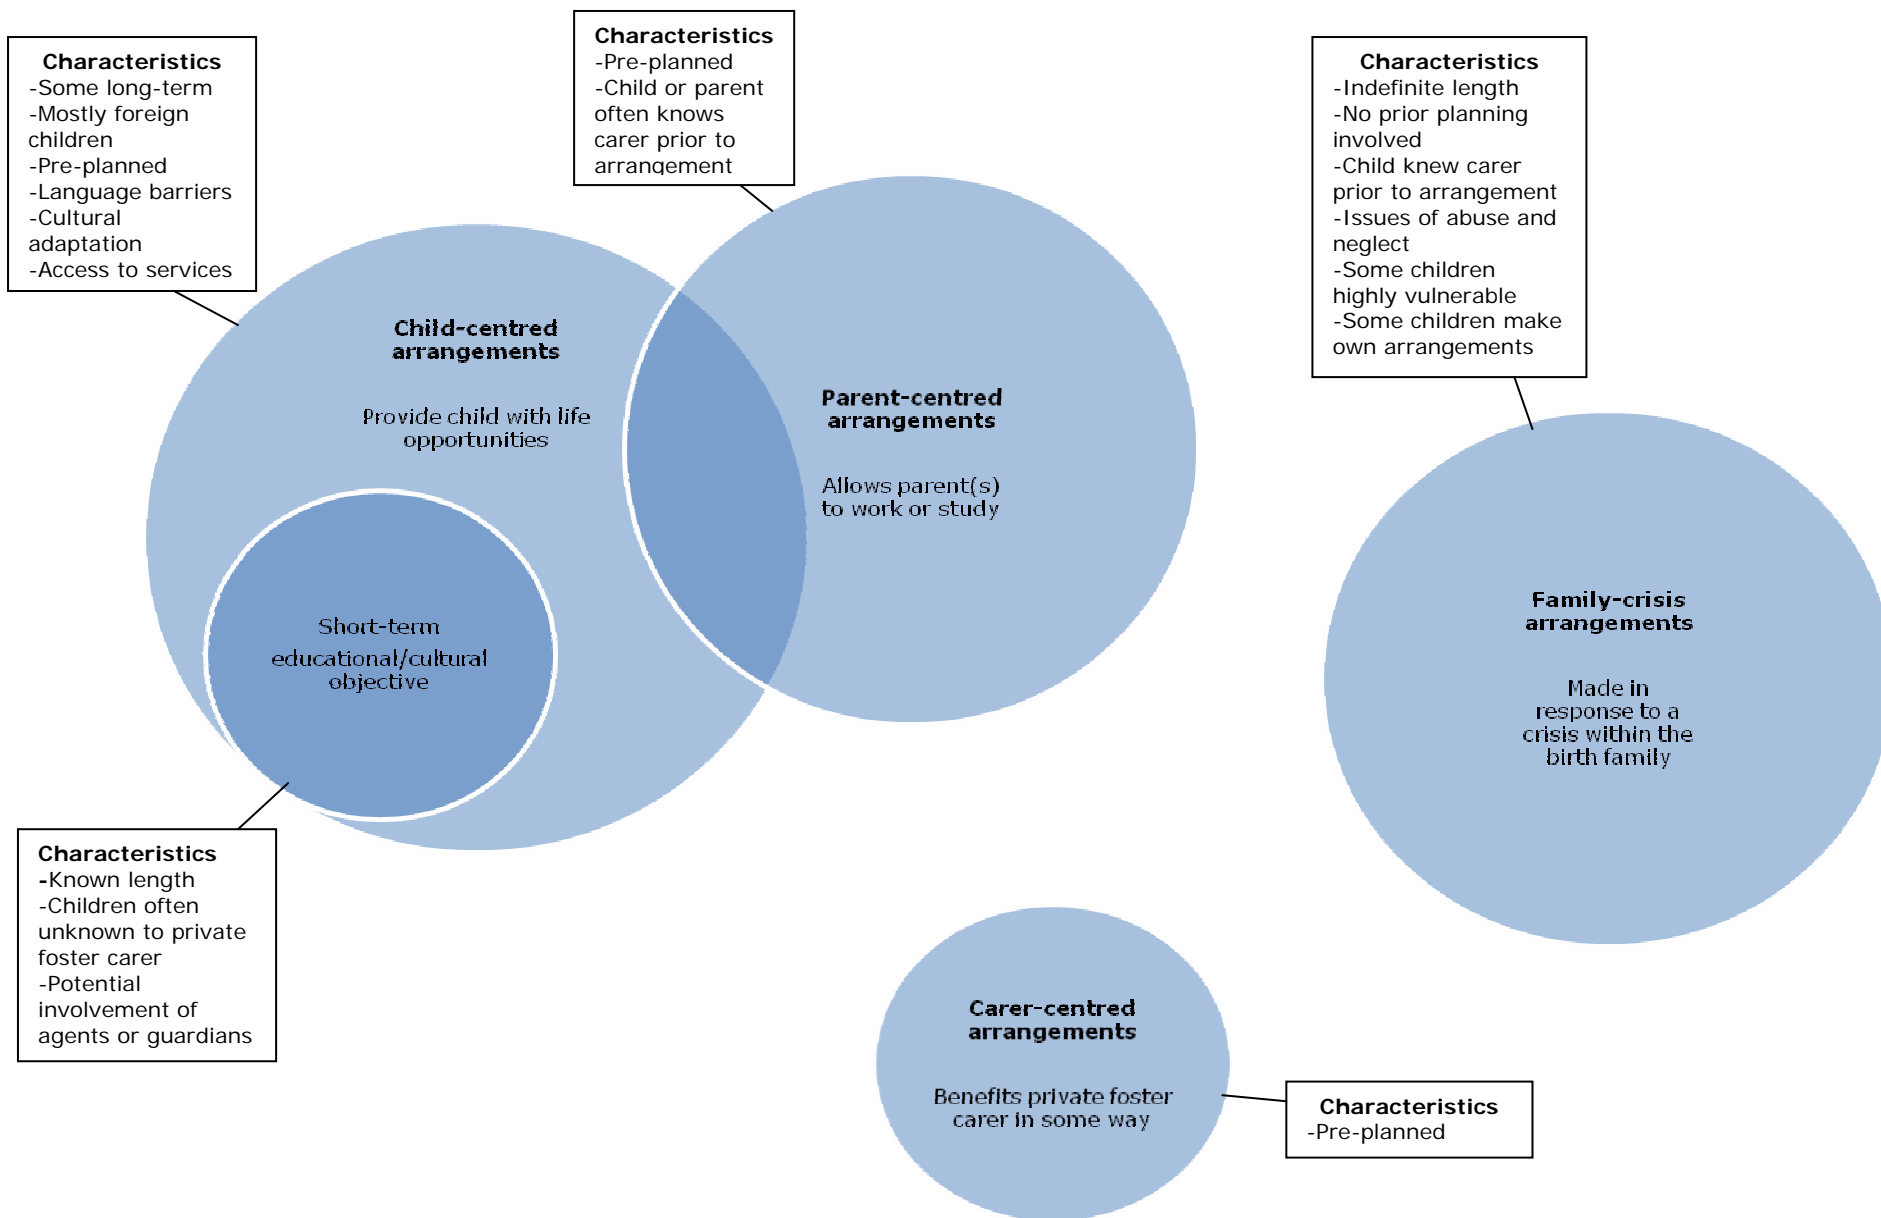 Characteristics
-Some long-term
-Mostly foreign
children
-Pre-planned
-Language barriers
-Cultural
adaptation
-Access to services
Characteristics
-Pre-planned
-Child or parent
often knows
carer prior to
arrangement
Characteristics
-Indefinite length
-No prior planning
involved
-Child knew carer
prior to arrangement
-Issues of abuse and
neglect
-Some children
highly vulnerable
-Some children make
own arrangements
Child-centred
arrangements
Provide child with life
opportunities
Parent-centred
arrangements
Allows parent(s)
to work or study
Short-term
educational/cultural
objective
Family-crisis
arrangements
Made in
response to a
crisis within the
birth family
Characteristics
-Known length
-Children often
unknown to private
foster carer
-Potential
involvement of
agents or guardians
Carer-centred
arrangements
Benefits private foster
carer in some way
Characteristics
-Pre-planned